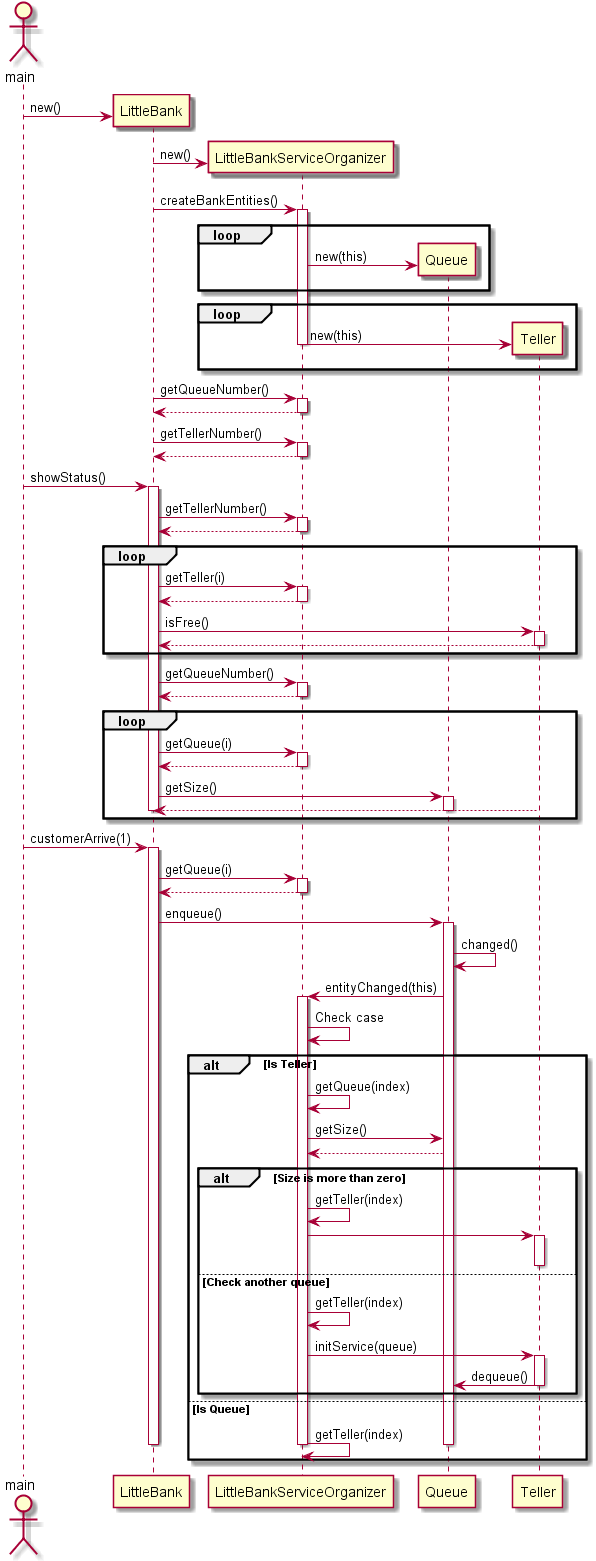 main
new()
LittleBank
new()
LittleBankServiceOrganizer
createBankEntities()
loop
new(this)
Queue
loop
new(this)
Teller
getQueueNumber()
getTellerNumber()
showStatus()
getTellerNumber()
loop
getTeller(i)
isFree()
getQueueNumber()
loop
getQueue(i)
getSize()
customerArrive(1)
getQueue(i)
enqueue()
changed()
entityChanged(this)
Check case
alt [Is Teller]
getQueue(index)
getSize()
alt [Size is more than zero]
getTeller(index)
[Check another queue]
getTeller(index)
initService(queue)
dequeue()
[Is Queue]
getTeller(index)
main
LittleBank LittleBankServiceOrganizer Queue Teller